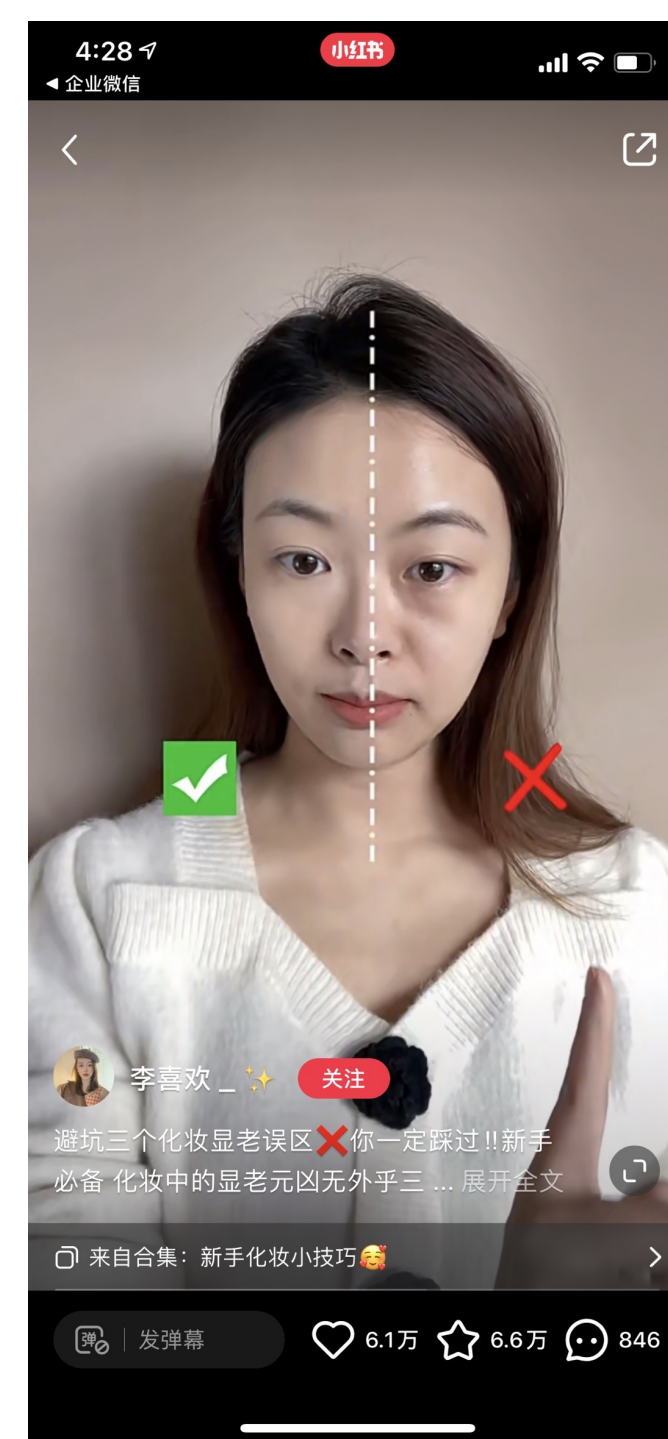 4:28
小红书
企业微信
李喜欢_✨
关注
避坑三个化妆显老误区❌你一定踩过‼️新手
必备 化妆中的显老元凶无外乎三 ... 展开全文
来自合集：新手化妆小技巧🥰
弹
发弹幕
6.1万
6.6万
846